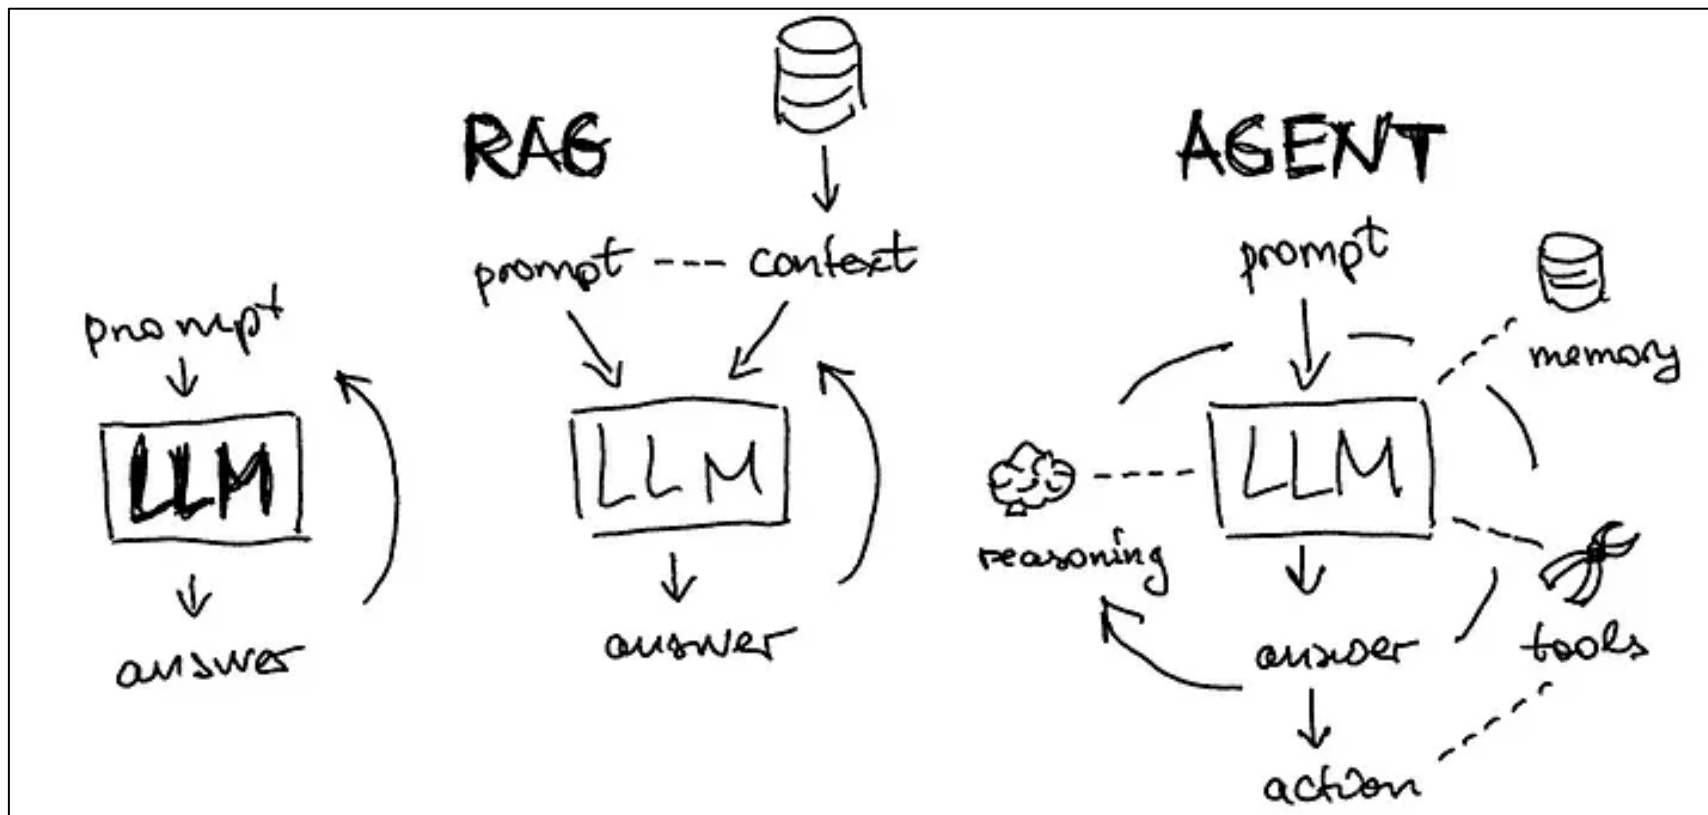 prompt
LLM
answer
RAG
prompt --- context
LLM
answer
AGENT
prompt
memory
LLM
reasoning
answer
tools
action